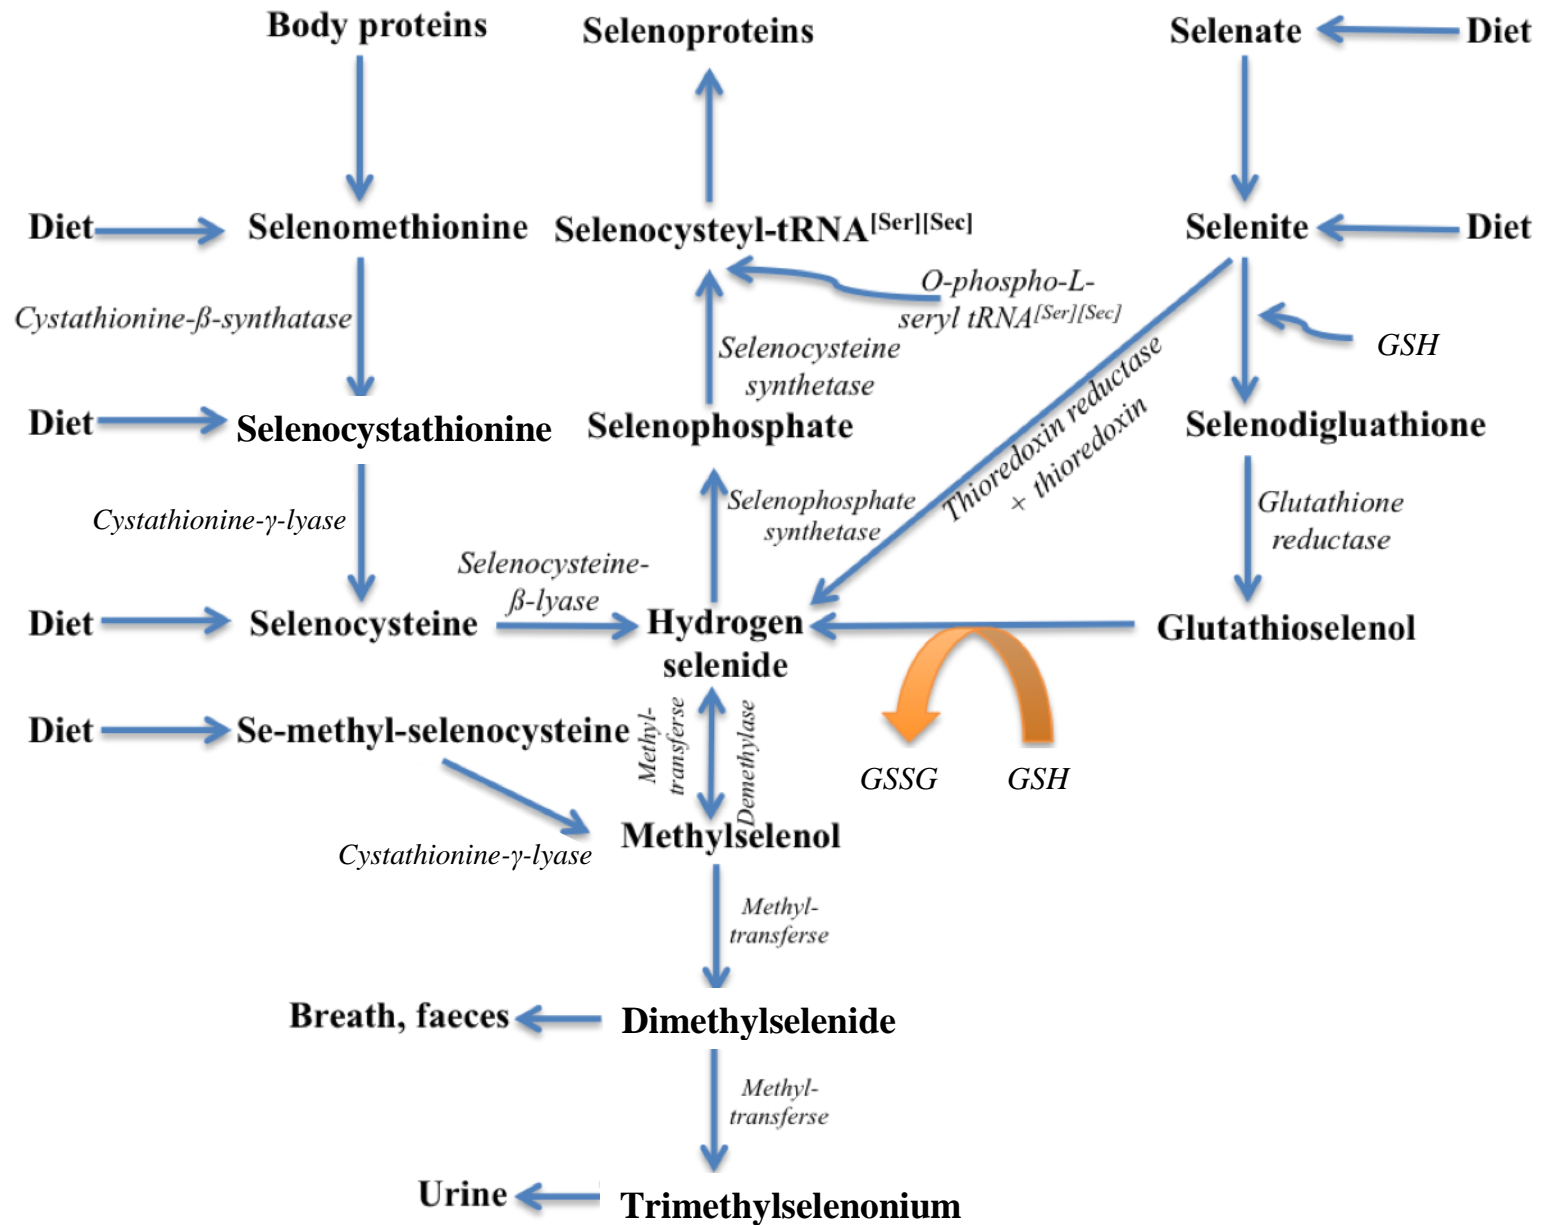 Body proteins
Selenoproteins
Selenate
Diet
Diet
Selenomethionine
Selenocysteyl-tRNA[Ser][Sec]
Selenite
Diet
Cystathionine-ß-synthatase
O-phospho-L-
seryl tRNA[Ser][Sec]
Selenocysteine
synthetase
GSH
Thioredoxin reductase
+ thioredoxin
Diet
Selenocystathionine
Selenophosphate
Selenodigluathione
Cystathionine-γ-lyase
Selenophosphate
synthetase
Glutathione
reductase
Selenocysteine-
ß-lyase
Diet
Selenocysteine
Hydrogen
selenide
Glutathioselenol
Diet
Se-methyl-selenocysteine
Methyl-
transferse
Demethylase
GSSG
GSH
Cystathionine-γ-lyase
Methylselenol
Methyl-
transferse
Breath, faeces
Dimethylselenide
Methyl-
transferse
Urine
Trimethylselenonium